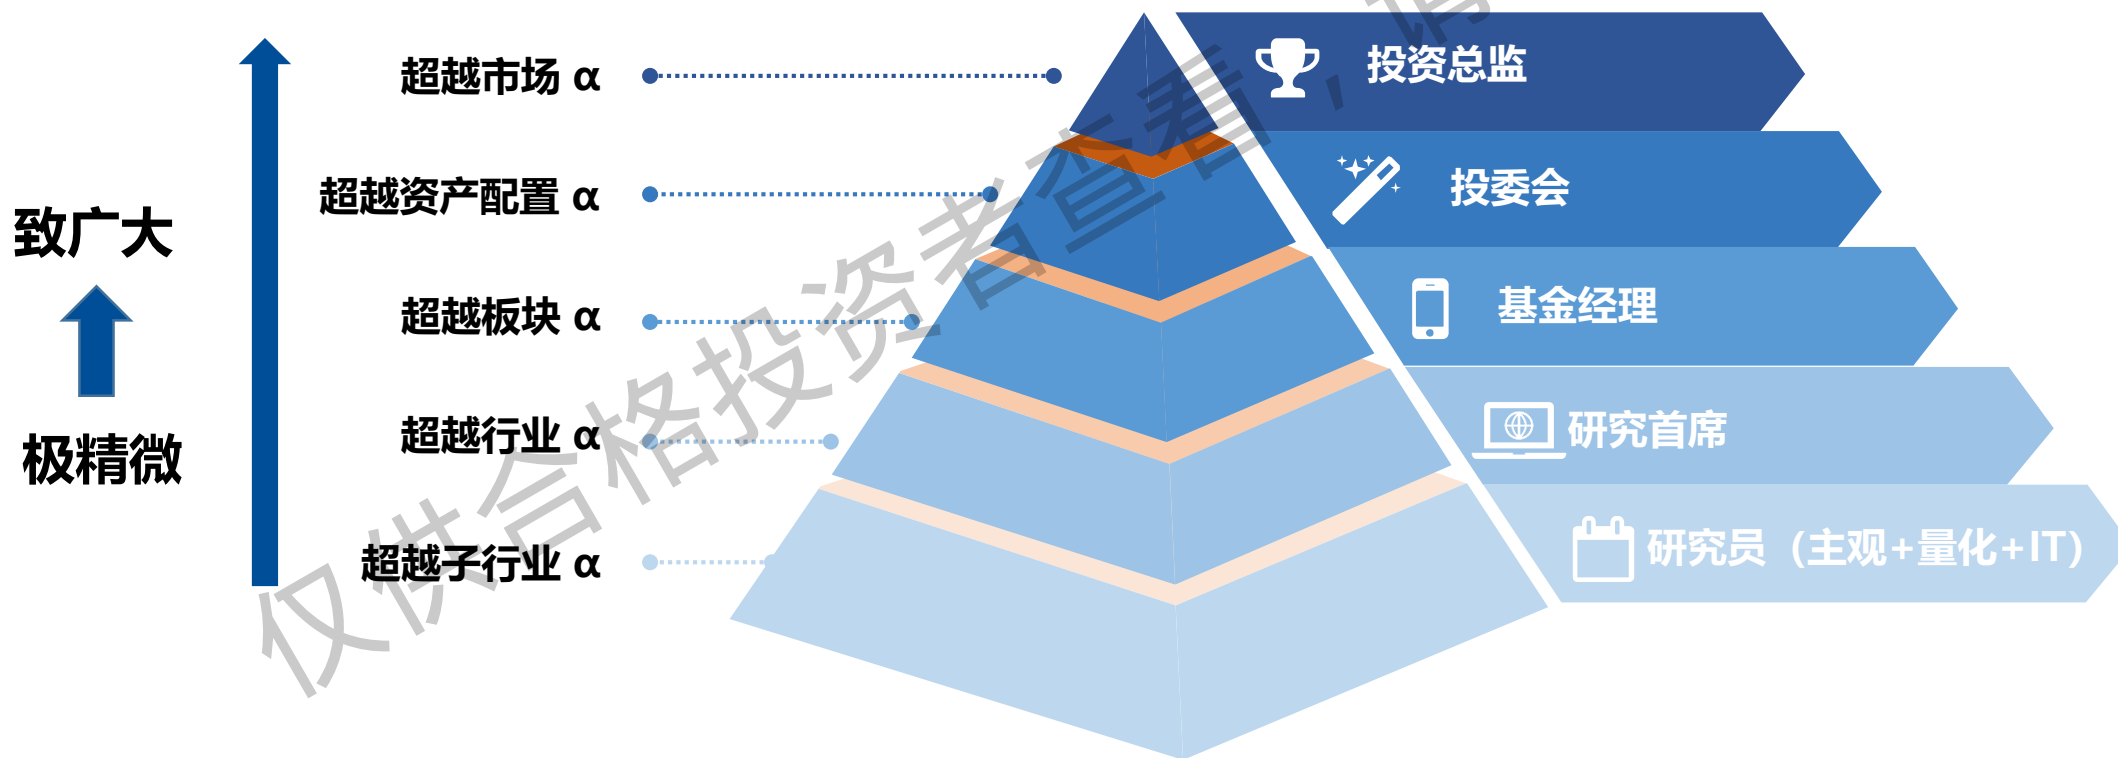 致广大
极精微
超越市场 α
超越资产配置 α
超越板块 α
超越行业 α
超越子行业 α
投资总监
投委会
基金经理
研究首席
研究员（主观+量化+IT）
仅供合格投资者查看，请